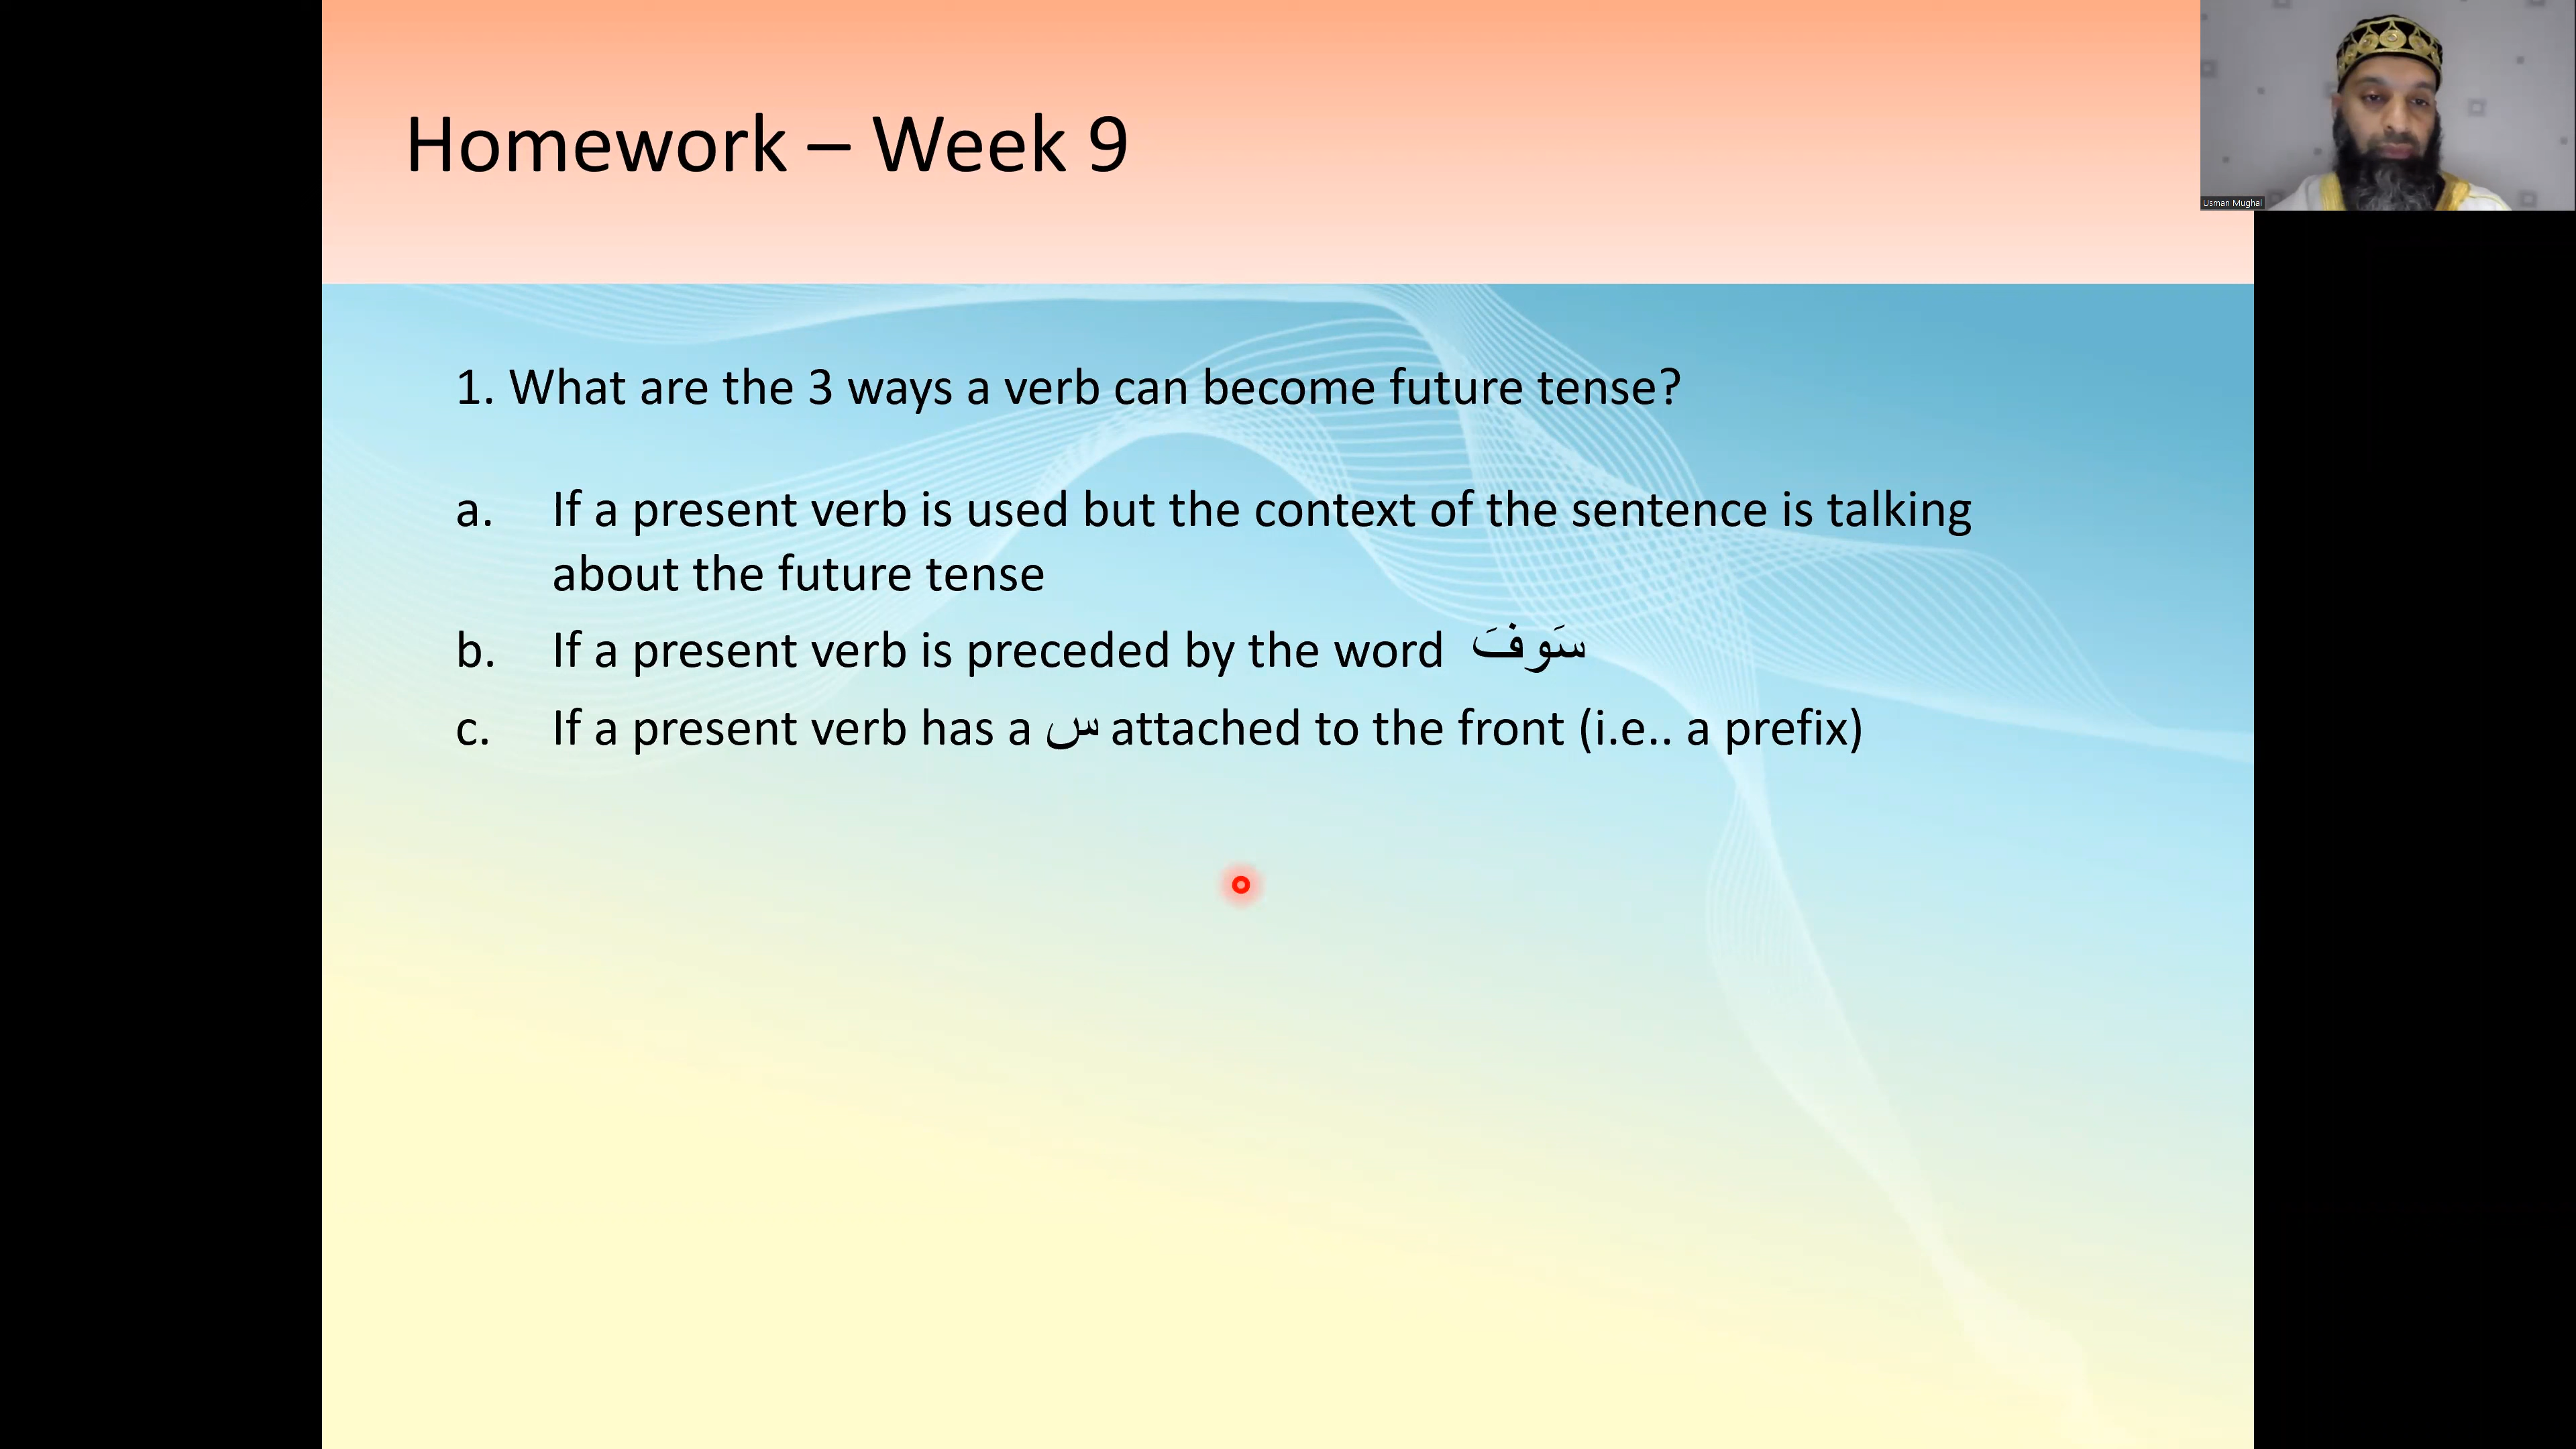 Homework – Week 9
Usman Mughal
1. What are the 3 ways a verb can become future tense?
a. If a present verb is used but the context of the sentence is talking
about the future tense
b. If a present verb is preceded by the word سَوفَ
c. If a present verb has a س attached to the front (i.e.. a prefix)